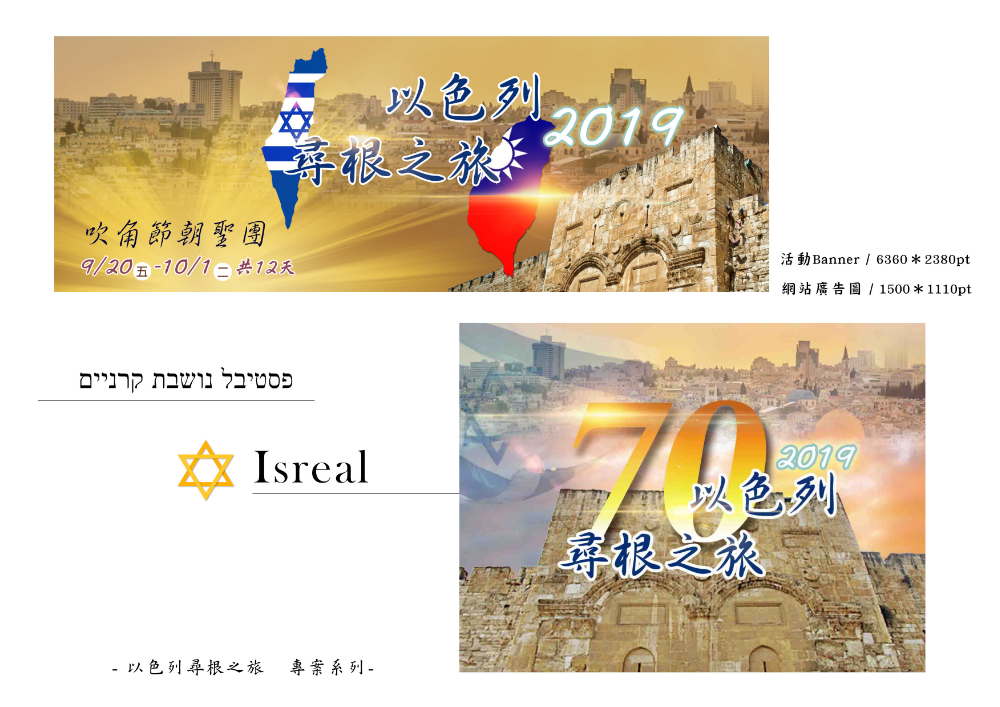 以色列
2019
尋根之旅
吹角節朝聖團
9/20五-10/1二共12天
活動Banner / 6360*2380pt
網站廣告圖 / 1500*1110pt
פסטיבל נושבת קרניים
Isreal
70
2019
以色列
尋根之旅
- 以色列尋根之旅 專案系列-